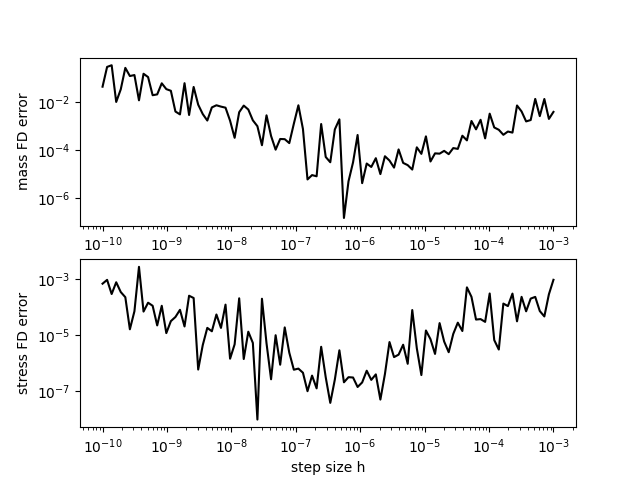 mass FD error
10⁻²
10⁻⁴
10⁻⁶
10⁻¹⁰ 10⁻⁹ 10⁻⁸ 10⁻⁷ 10⁻⁶ 10⁻⁵ 10⁻⁴ 10⁻³
stress FD error
10⁻³
10⁻⁵
10⁻⁷
10⁻¹⁰ 10⁻⁹ 10⁻⁸ 10⁻⁷ 10⁻⁶ 10⁻⁵ 10⁻⁴ 10⁻³
step size h